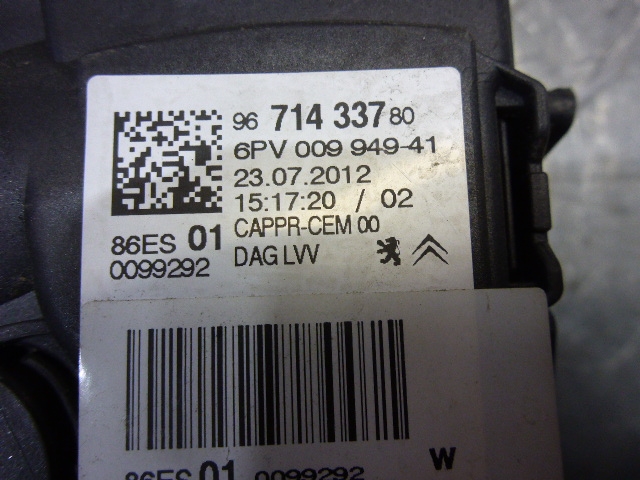 96 714 337 80
6PV 009 949-41
23.07.2012
15:17:20 / 02
86ES 01 CAPPR-CEM 00
0099292 DAG LVV
W
86ES 01 0099292